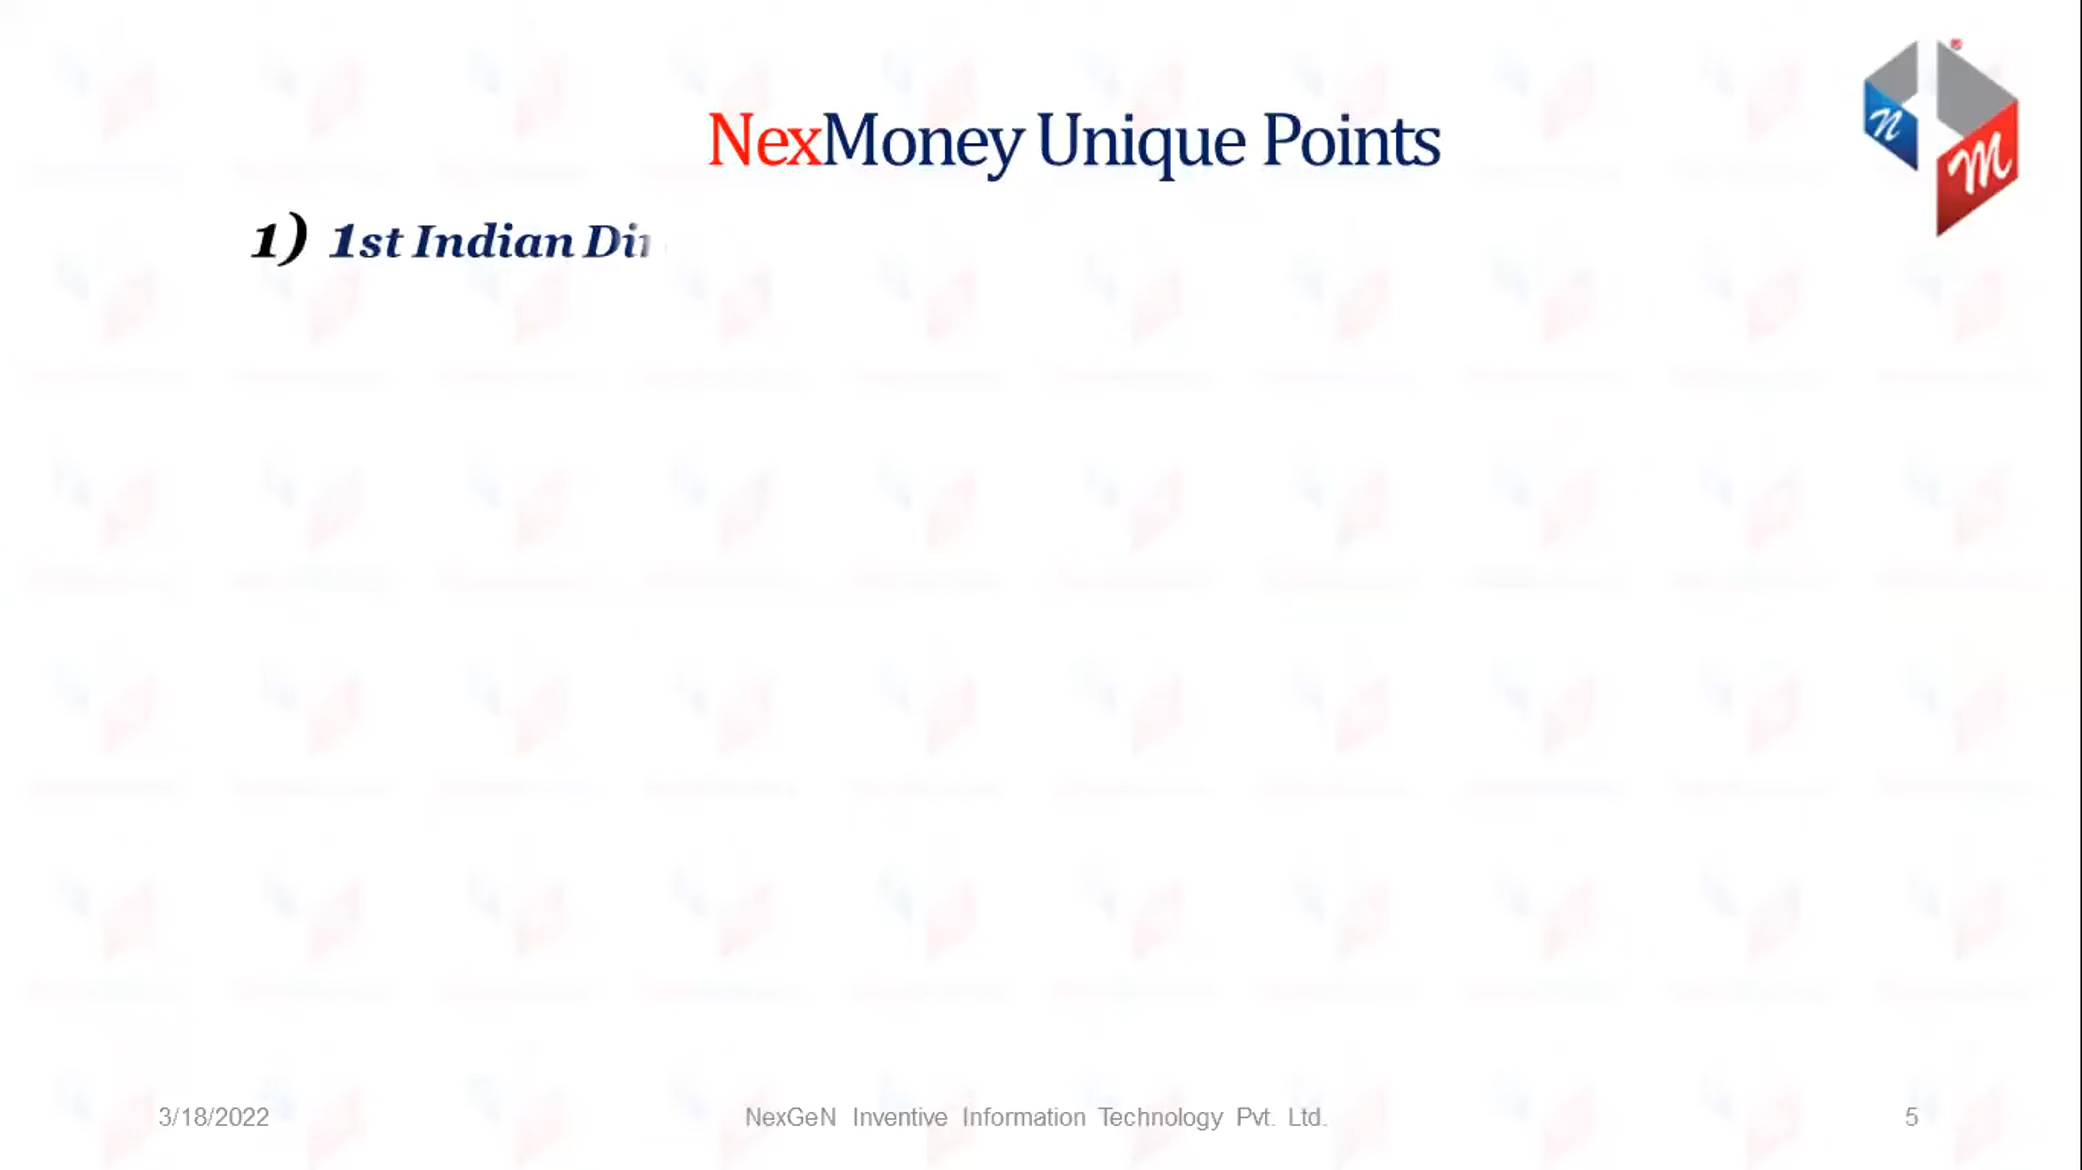 NexMoney Unique Points
1) 1st Indian
3/18/2022
NexGeN Inventive Information Technology Pvt. Ltd.
5